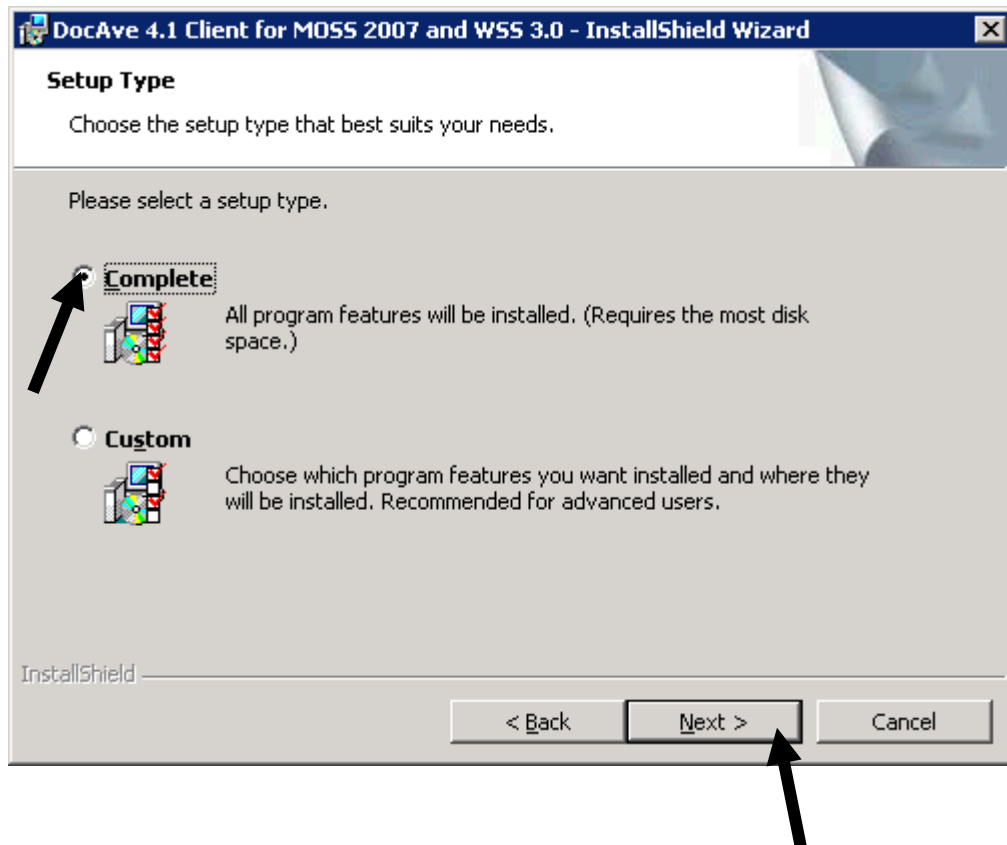 DocAve 4.1 Client for MOSS 2007 and WSS 3.0 - InstallShield Wizard
Setup Type
Choose the setup type that best suits your needs.
Please select a setup type.
Complete
All program features will be installed. (Requires the most disk
space.)
Custom
Choose which program features you want installed and where they
will be installed. Recommended for advanced users.
InstallShield
< Back
Next >
Cancel